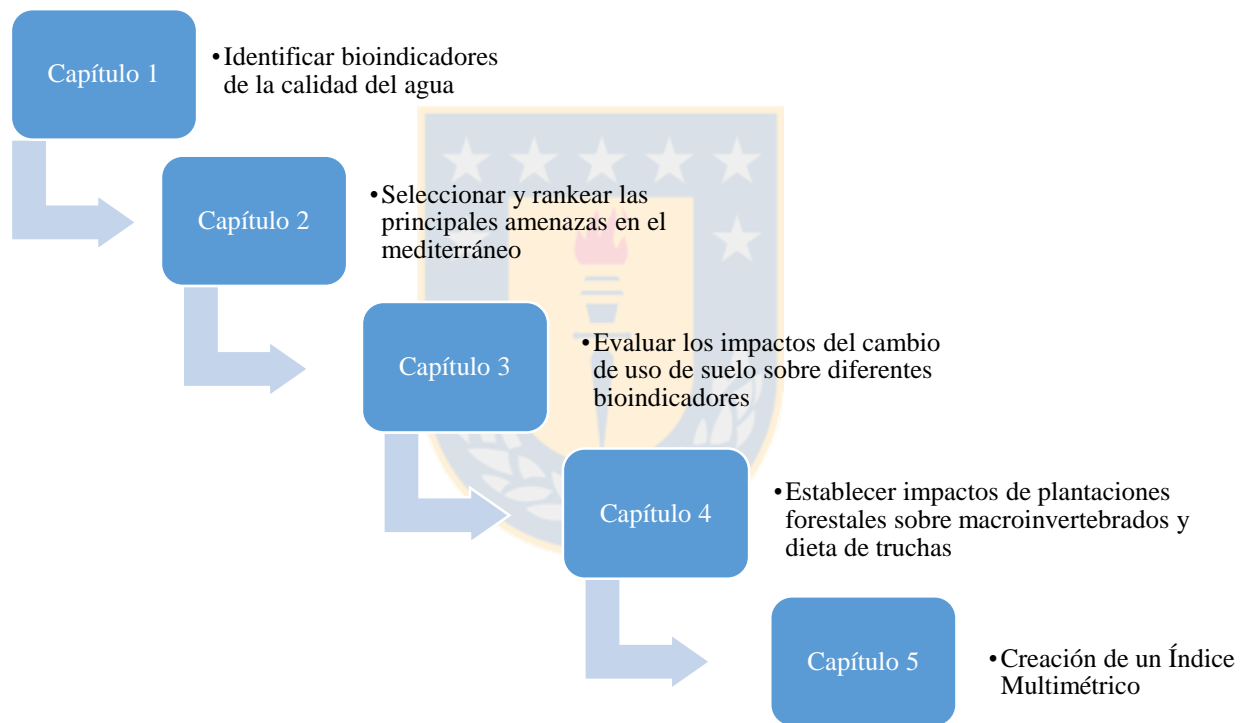 Capítulo 1
•Identificar bioindicadores
de la calidad del agua
Capítulo 2
•Seleccionar y rankear las
principales amenazas en el
mediterráneo
Capítulo 3
•Evaluar los impactos del cambio
de uso de suelo sobre diferentes
bioindicadores
Capítulo 4
•Establecer impactos de plantaciones
forestales sobre macroinvertebrados y
dieta de truchas
Capítulo 5
•Creación de un Índice
Multimétrico